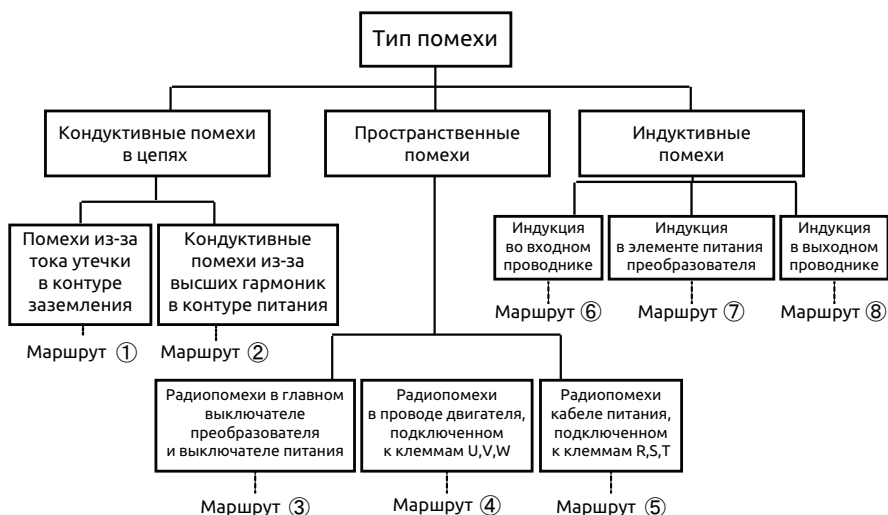 Тип помехи
Кондуктивные помехи
в цепях
Пространственные
помехи
Индуктивные
помехи
Помехи из-за
тока утечки
в контуре
заземления
Кондуктивные
помехи из-за
высших гармоник
в контуре питания
Индукция
во входном
проводнике
Индукция
в элементе питания
преобразователя
Индукция
в выходном
проводнике
Маршрут ⑥
Маршрут ⑦
Маршрут ⑧
Маршрут ①
Маршрут ②
Радиопомехи в главном
выключателе
преобразователя
и выключателе питания
Радиопомехи
в проводе двигателя,
подключенном
к клеммам U,V,W
Радиопомехи
кабеле питания,
подключенном
к клеммам R,S,T
Маршрут ③
Маршрут ④
Маршрут ⑤